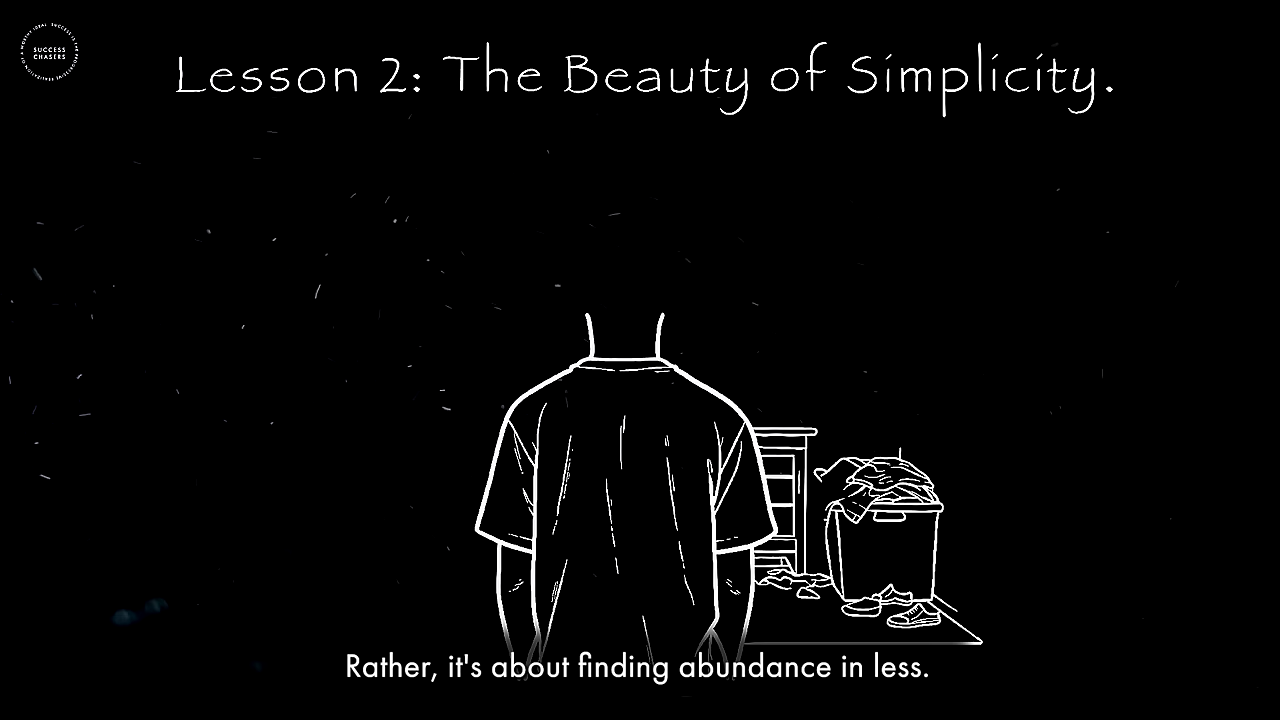 SUCCESS
CHASERS
Lesson 2: The Beauty of Simplicity.
Rather, it's about finding abundance in less.